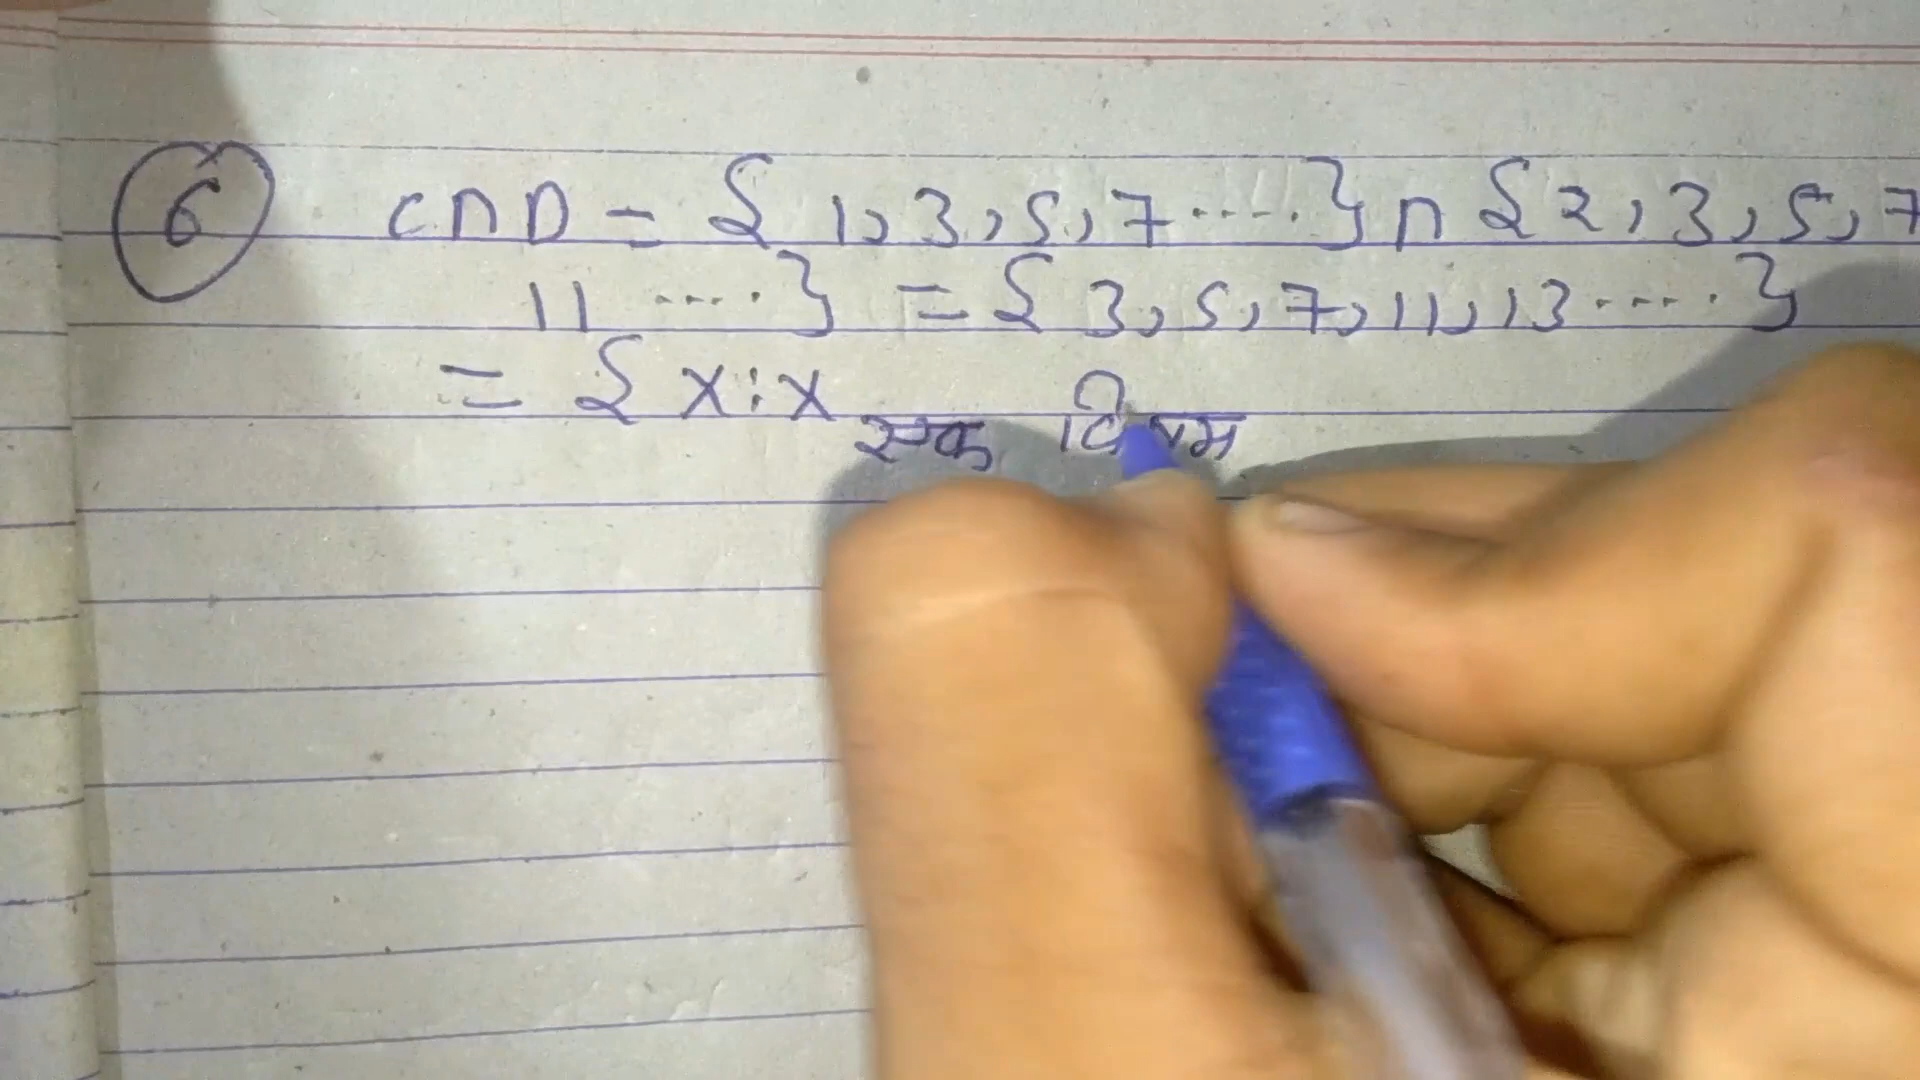 6 C∩D = { 1, 3, 5, 7 ....} ∩ { 2, 3, 5, 7
11 ....} = { 3, 5, 7, 11, 13 ....}
= { x : x एक विषम